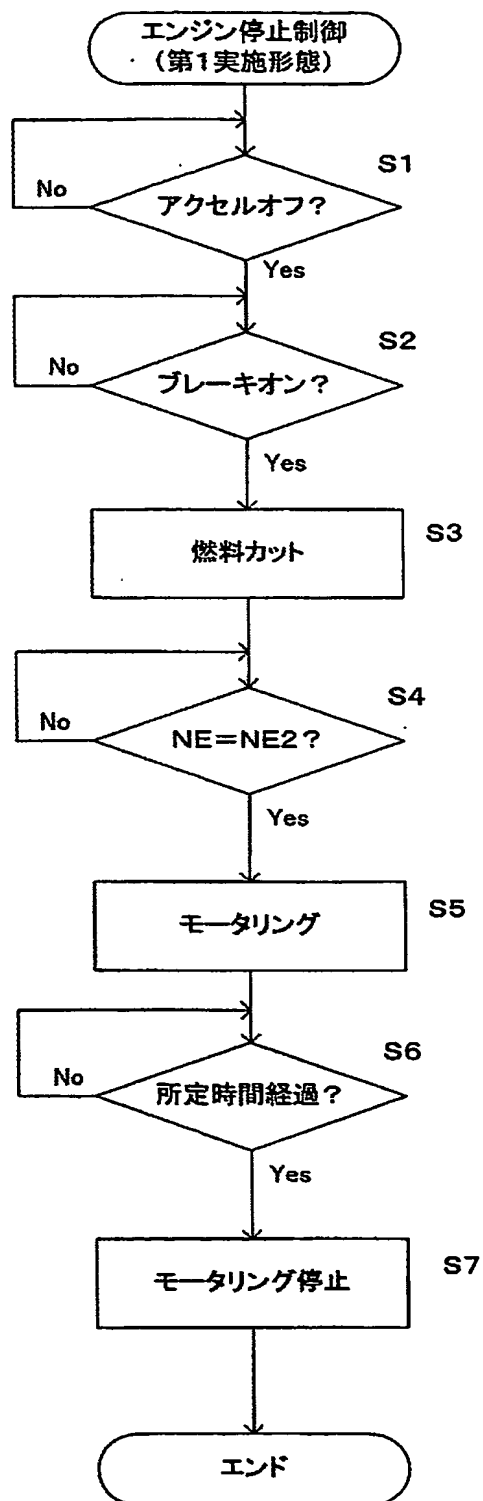 エンジン停止制御
(第1実施形態)
S1
アクセルオフ?
No
Yes
S2
ブレーキオン?
No
Yes
S3
燃料カット
S4
NE=NE2?
No
Yes
S5
モータリング
S6
所定時間経過?
No
Yes
S7
モータリング停止
エンド